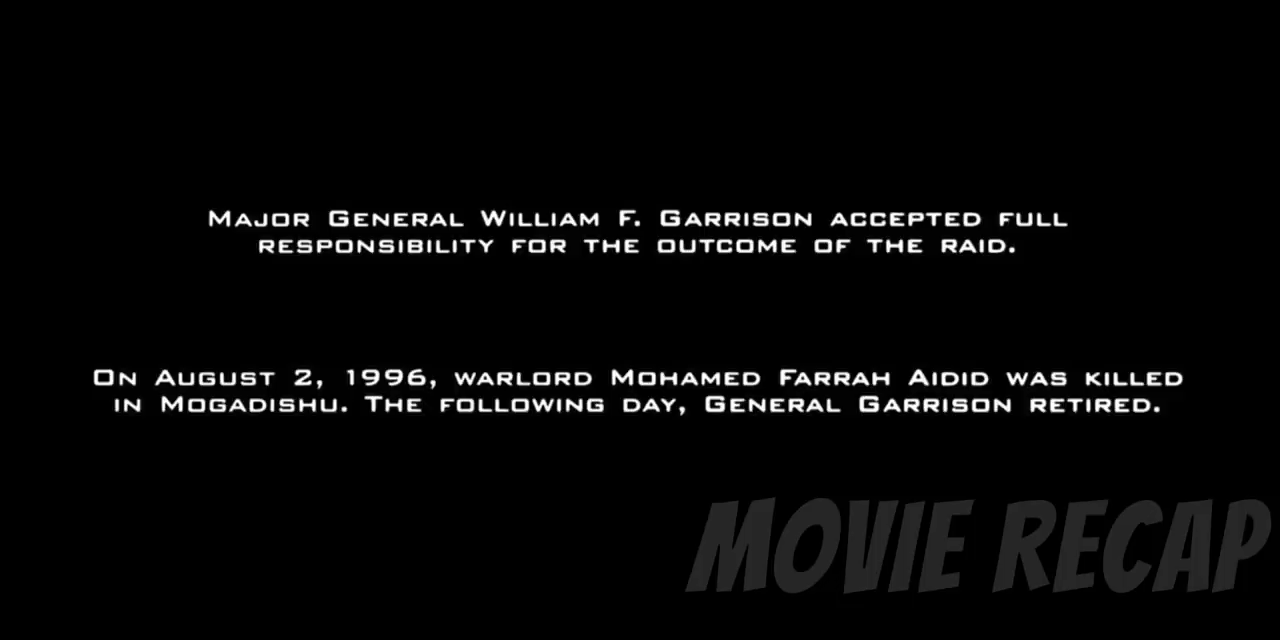 Major General William F. Garrison accepted full
responsibility for the outcome of the raid.
On August 2, 1996, warlord Mohamed Farrah Aidid was killed
in Mogadishu. The following day, General Garrison retired.
MOVIE RECAP